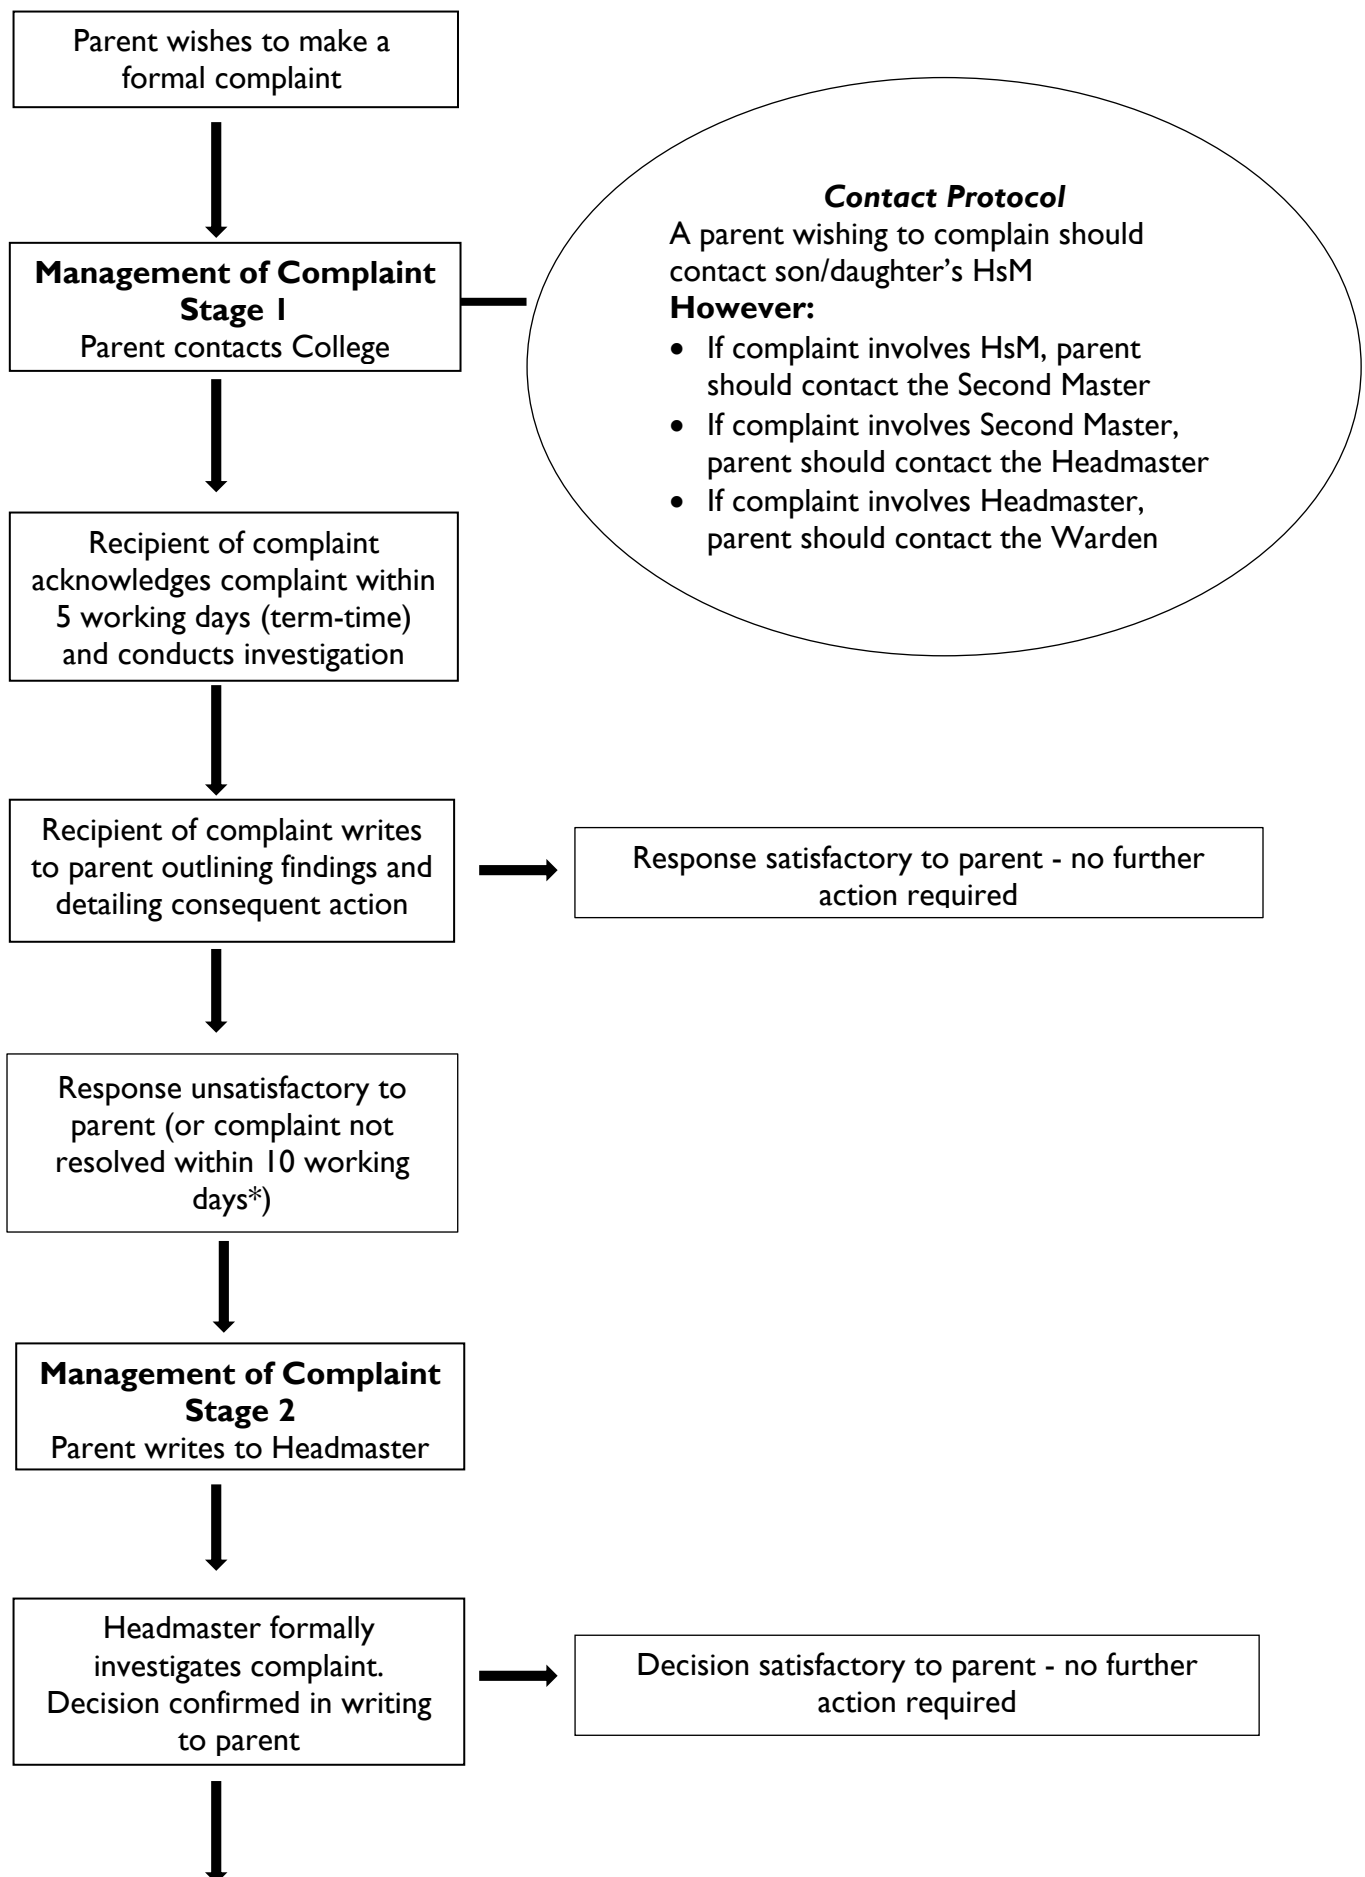 Parent wishes to make a
formal complaint
Management of Complaint
Stage 1
Parent contacts College
Contact Protocol
A parent wishing to complain should
contact son/daughter’s HsM
However:
• If complaint involves HsM, parent
should contact the Second Master
• If complaint involves Second Master,
parent should contact the Headmaster
• If complaint involves Headmaster,
parent should contact the Warden
Recipient of complaint
acknowledges complaint within
5 working days (term-time)
and conducts investigation
Recipient of complaint writes
to parent outlining findings and
detailing consequent action
Response satisfactory to parent - no further
action required
Response unsatisfactory to
parent (or complaint not
resolved within 10 working
days*)
Management of Complaint
Stage 2
Parent writes to Headmaster
Headmaster formally
investigates complaint.
Decision confirmed in writing
to parent
Decision satisfactory to parent - no further
action required